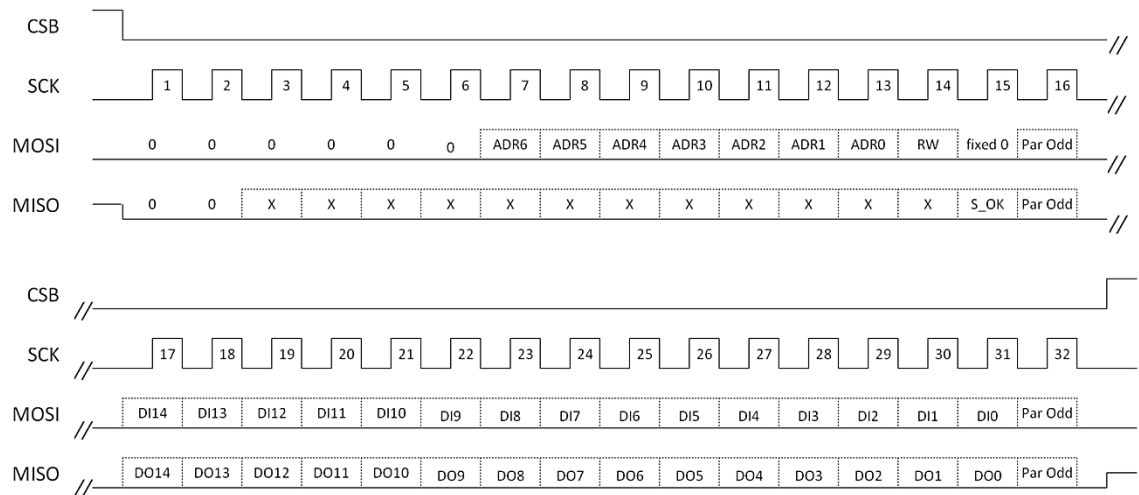 CSB
SCK 1 2 3 4 5 6 7 8 9 10 11 12 13 14 15 16
MOSI 0 0 0 0 0 0 ADR6 ADR5 ADR4 ADR3 ADR2 ADR1 ADR0 RW fixed 0 Par Odd
MISO 0 0 X X X X X X X X X X X X S_OK Par Odd
CSB
SCK 17 18 19 20 21 22 23 24 25 26 27 28 29 30 31 32
MOSI DI14 DI13 DI12 DI11 DI10 DI9 DI8 DI7 DI6 DI5 DI4 DI3 DI2 DI1 DI0 Par Odd
MISO DO14 DO13 DO12 DO11 DO10 DO9 DO8 DO7 DO6 DO5 DO4 DO3 DO2 DO1 DO0 Par Odd